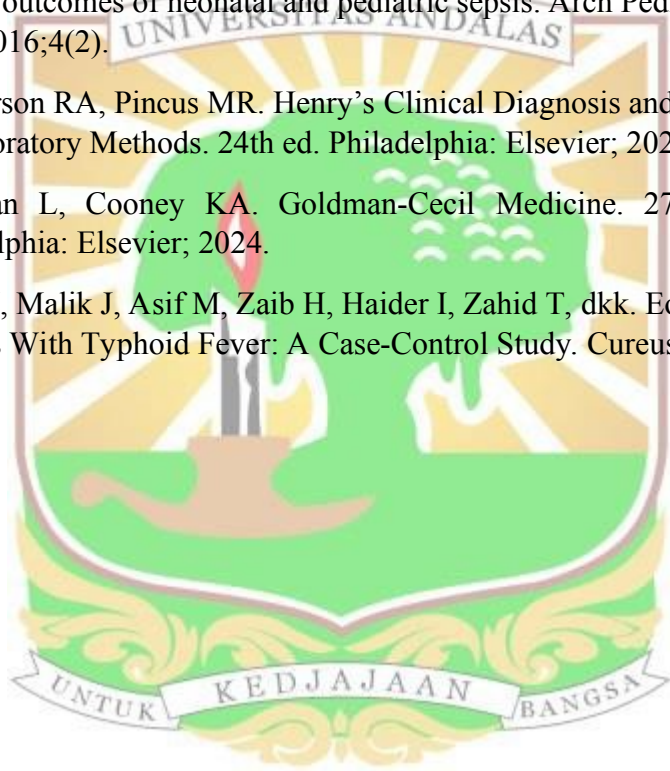 outcomes of neonatal and pediatric sepsis. Arch Ped
016;4(2).
UNIVERSITAS ANDALAS
rson RA, Pincus MR. Henry's Clinical Diagnosis and
oratory Methods. 24th ed. Philadelphia: Elsevier; 202
an L, Cooney KA. Goldman-Cecil Medicine. 27
lphia: Elsevier; 2024.
, Malik J, Asif M, Zaib H, Haider I, Zahid T, dkk. Ec
With Typhoid Fever: A Case-Control Study. Cureus
UNTUK KEDJAJAAN BANGSA